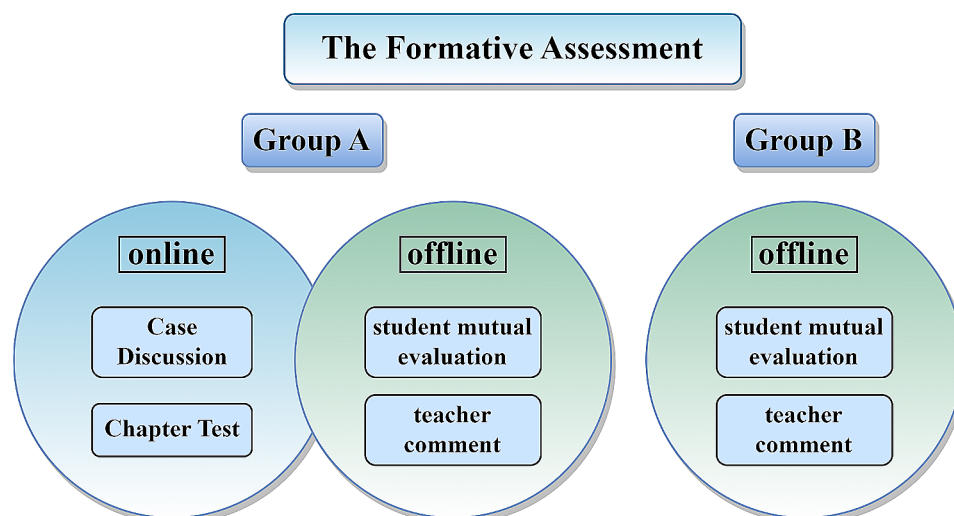 The Formative Assessment
Group A
Group B
online
Case
Discussion
Chapter Test
offline
student mutual
evaluation
teacher
comment
offline
student mutual
evaluation
teacher
comment